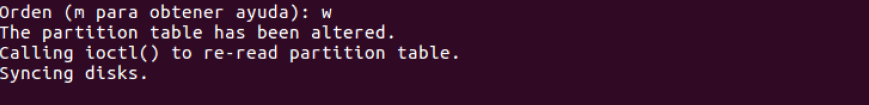 Orden (m para obtener ayuda): w
The partition table has been altered.
Calling ioctl() to re-read partition table.
Syncing disks.